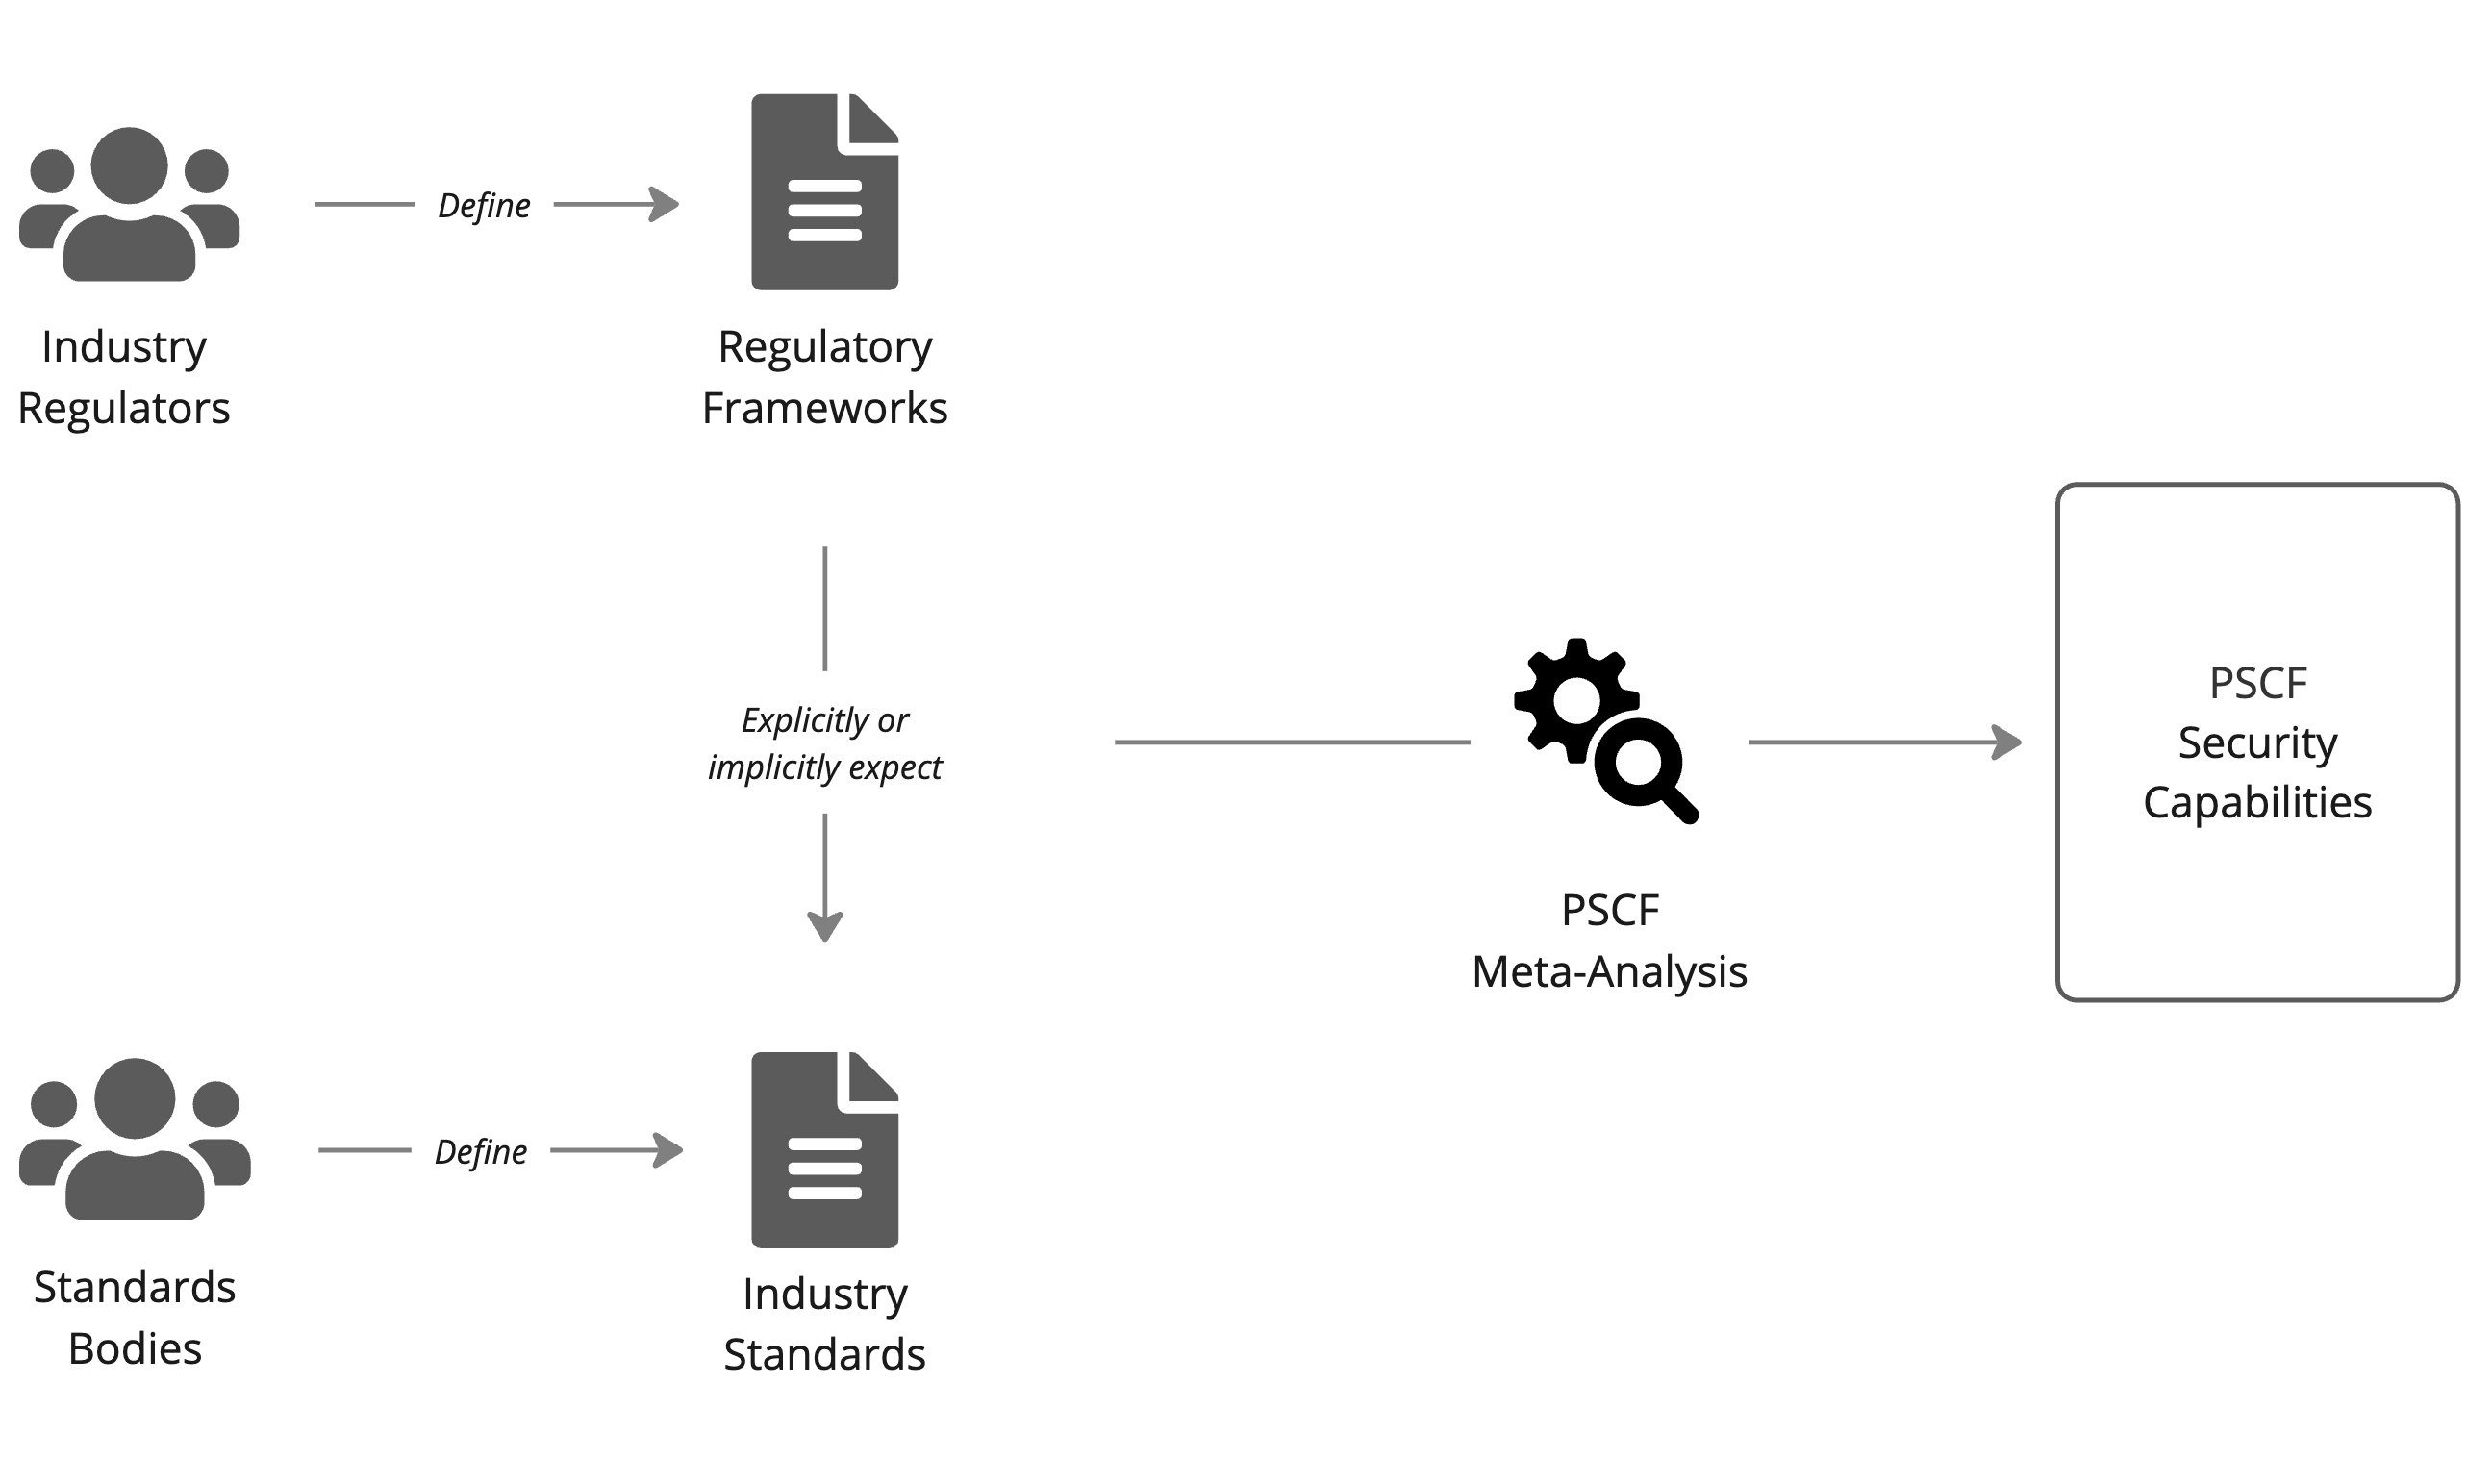 Industry
Regulators
Define
Regulatory
Frameworks
Explicitly or
implicitly expect
Standards
Bodies
Define
Industry
Standards
PSCF
Meta-Analysis
PSCF
Security
Capabilities